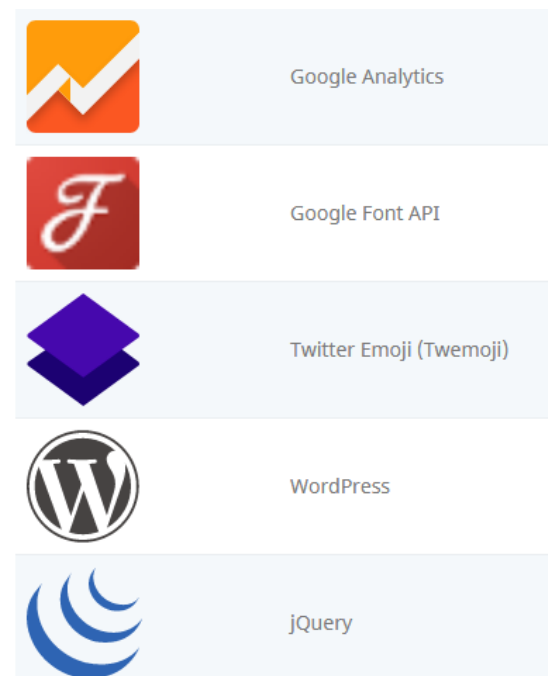 Google Analytics
Google Font API
Twitter Emoji (Twemoji)
WordPress
jQuery